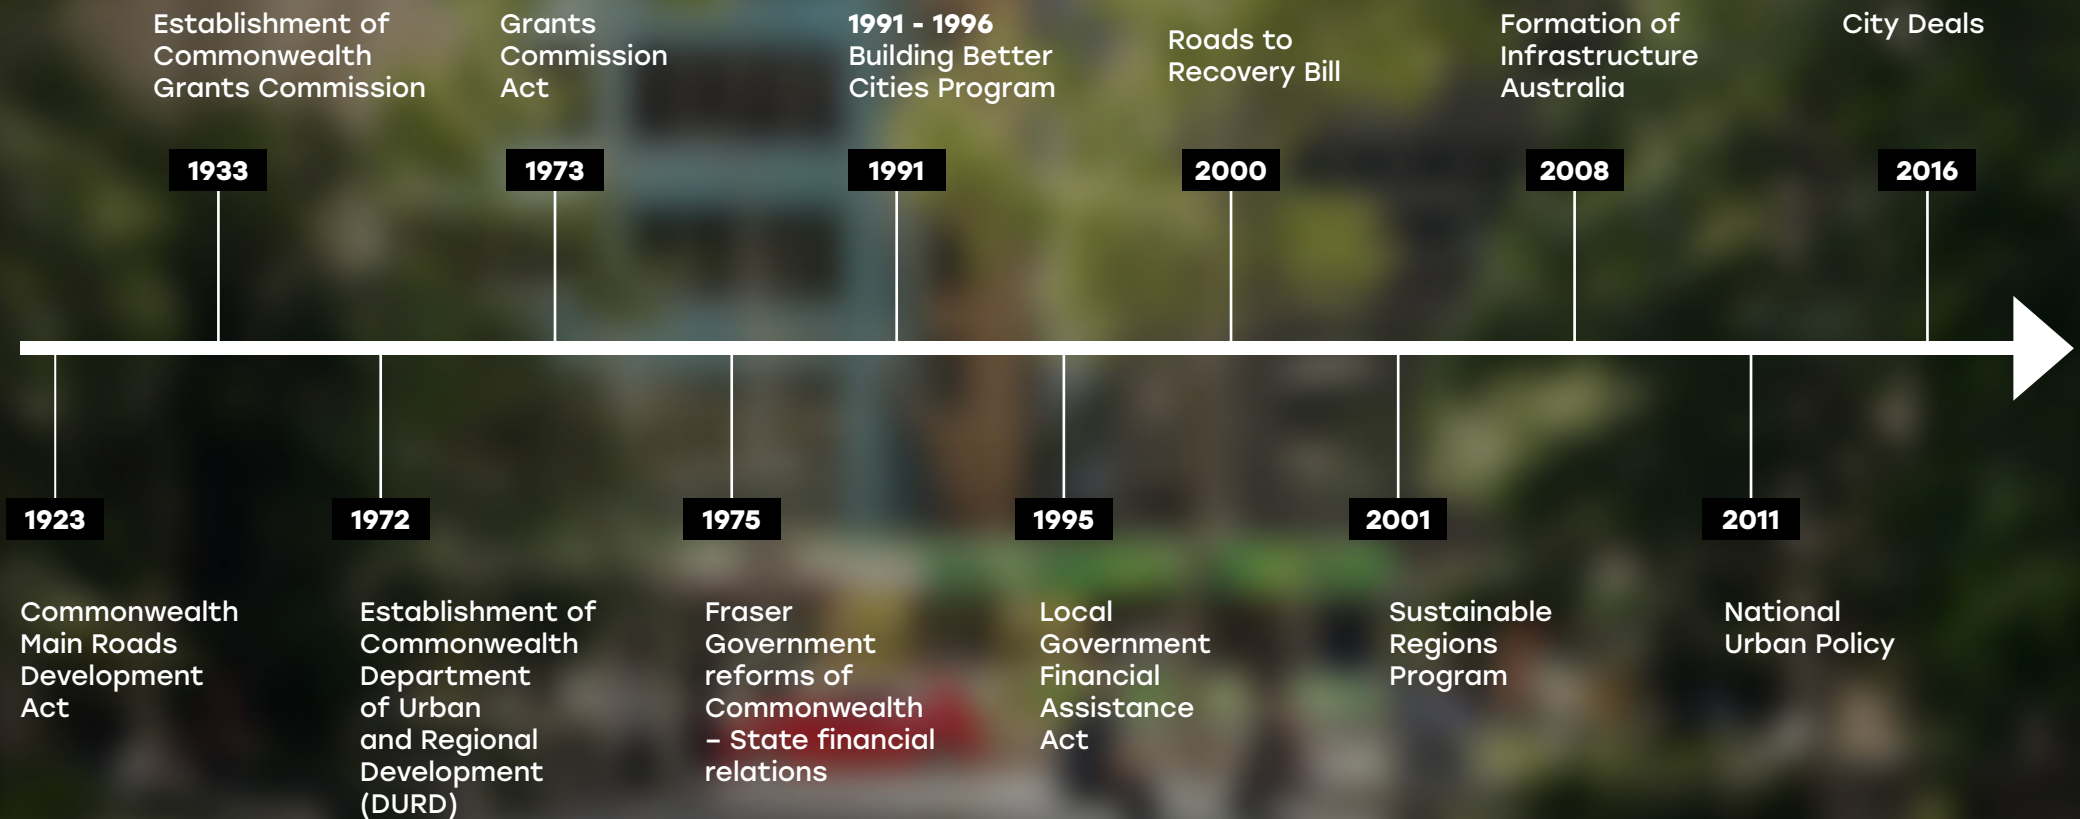 Establishment of
Commonwealth
Grants Commission
Grants
Commission
Act
1991 - 1996
Building Better
Cities Program
Roads to
Recovery Bill
Formation of
Infrastructure
Australia
City Deals
1933
1973
1991
2000
2008
2016
1923
1972
1975
1995
2001
2011
Commonwealth
Main Roads
Development
Act
Establishment of
Commonwealth
Department
of Urban
and Regional
Development
(DURD)
Fraser
Government
reforms of
Commonwealth
– State financial
relations
Local
Government
Financial
Assistance
Act
Sustainable
Regions
Program
National
Urban Policy